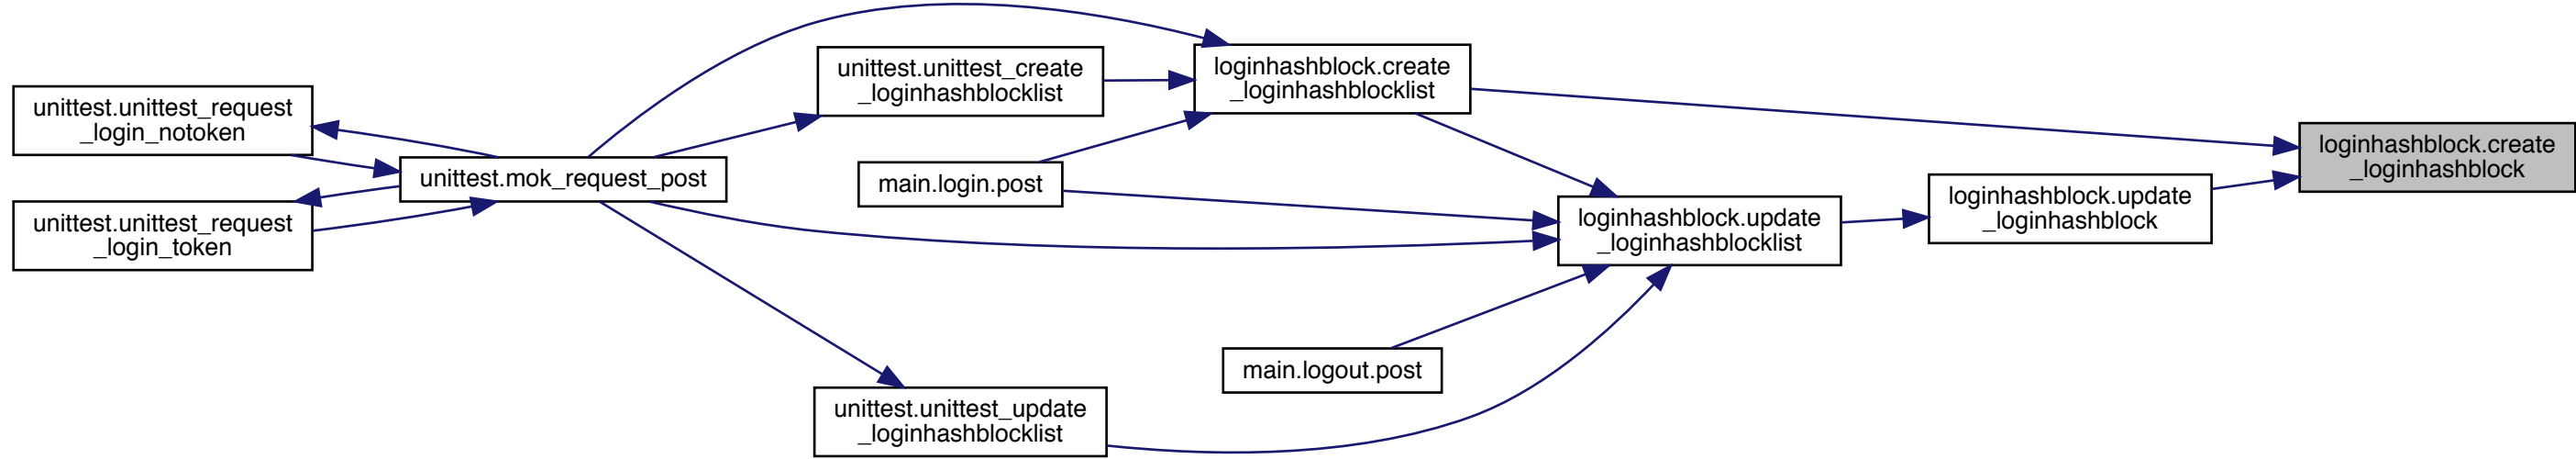 unittest.unittest_request
_login_notoken
unittest.unittest_request
_login_token
unittest.mok_request_post
unittest.unittest_create
_loginhashblocklist
main.login.post
unittest.unittest_update
_loginhashblocklist
loginhashblock.create
_loginhashblocklist
main.logout.post
loginhashblock.update
_loginhashblocklist
loginhashblock.update
_loginhashblock
loginhashblock.create
_loginhashblock